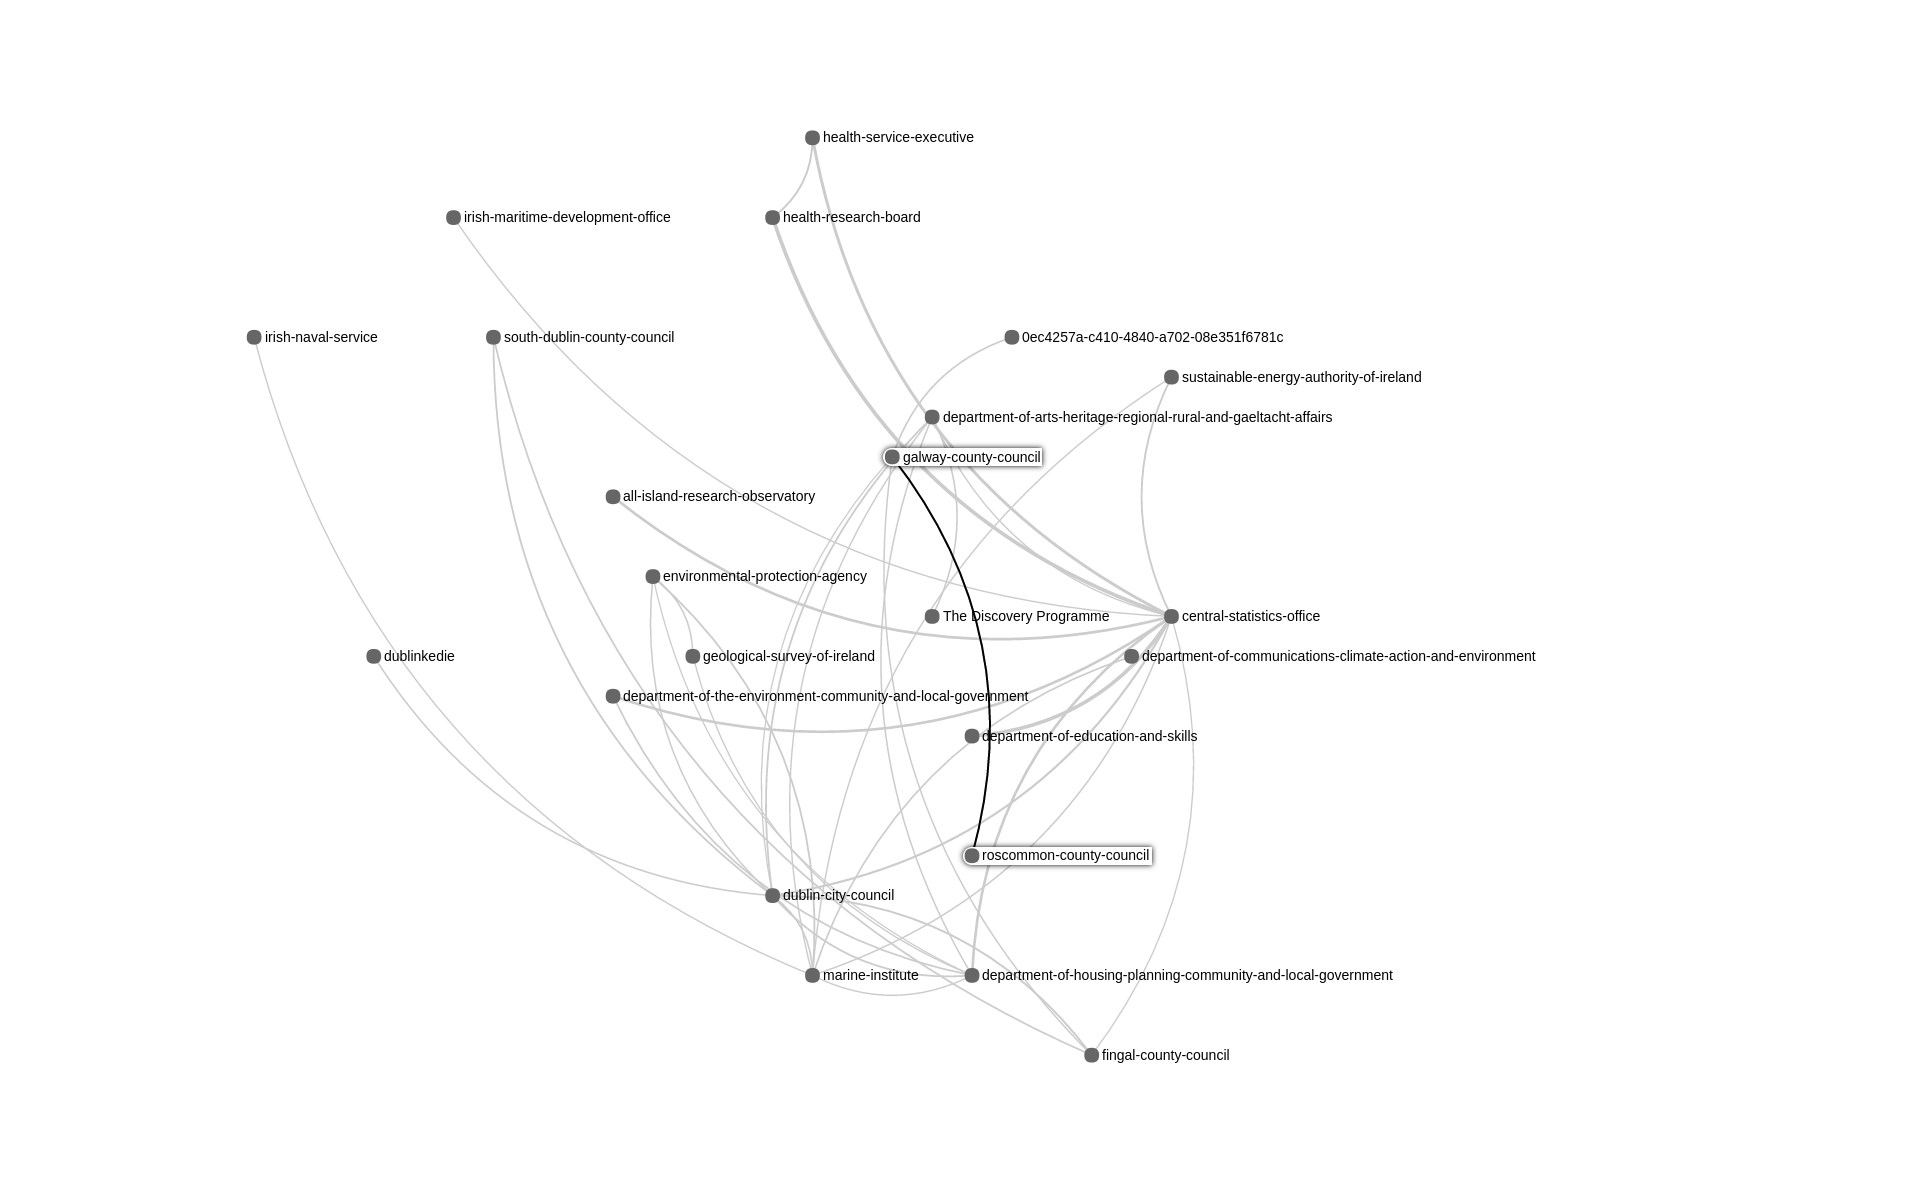 health-service-executive
irish-maritime-development-office
health-research-board
irish-naval-service
south-dublin-county-council
0ec4257a-c410-4840-a702-08e351f6781c
sustainable-energy-authority-of-ireland
department-of-arts-heritage-regional-rural-and-gaeltacht-affairs
galway-county-council
all-island-research-observatory
environmental-protection-agency
The Discovery Programme
central-statistics-office
dublinkedie
geological-survey-of-ireland
department-of-communications-climate-action-and-environment
department-of-the-environment-community-and-local-government
department-of-education-and-skills
roscommon-county-council
dublin-city-council
marine-institute
department-of-housing-planning-community-and-local-government
fingal-county-council